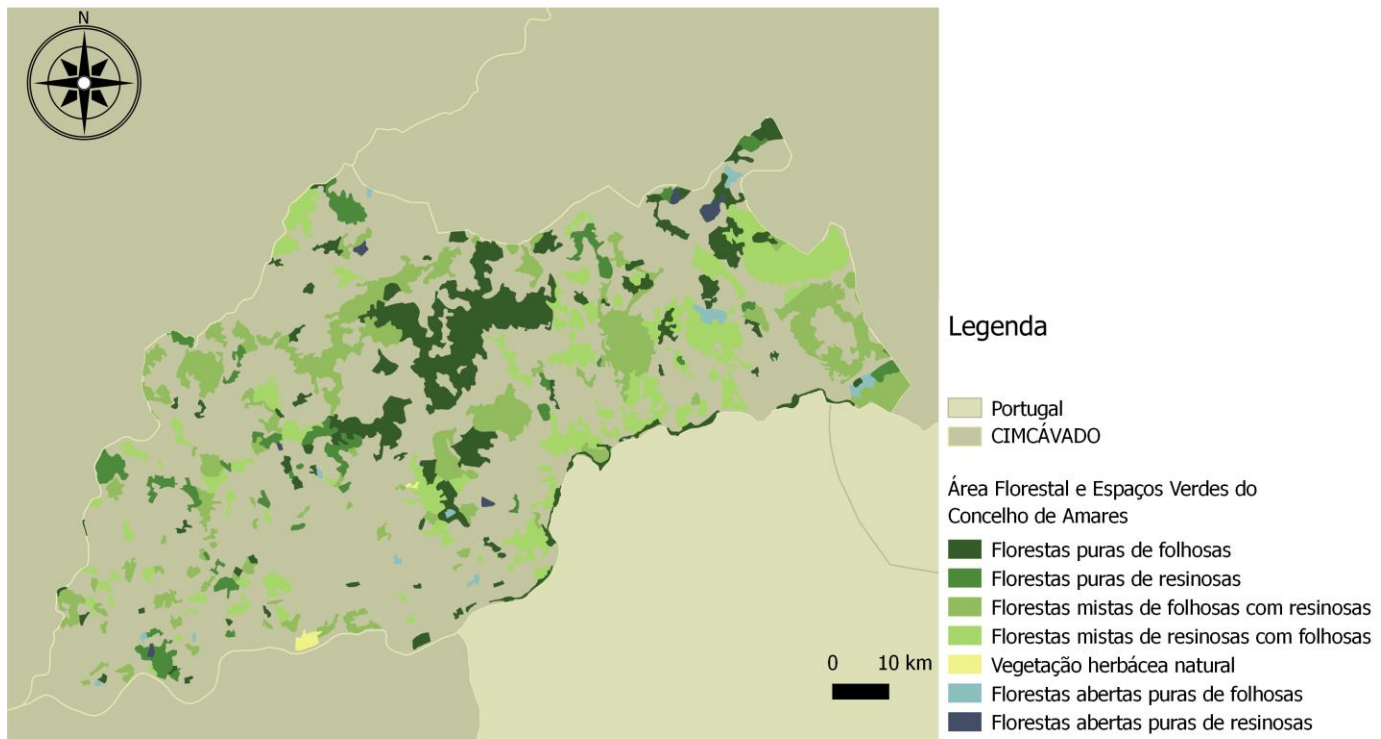 N
0 10 km
Legenda
Portugal
CIMCÁVADO
Área Florestal e Espaços Verdes do
Concelho de Amares
Florestas puras de folhosas
Florestas puras de resinosas
Florestas mistas de folhosas com resinosas
Florestas mistas de resinosas com folhosas
Vegetação herbácea natural
Florestas abertas puras de folhosas
Florestas abertas puras de resinosas